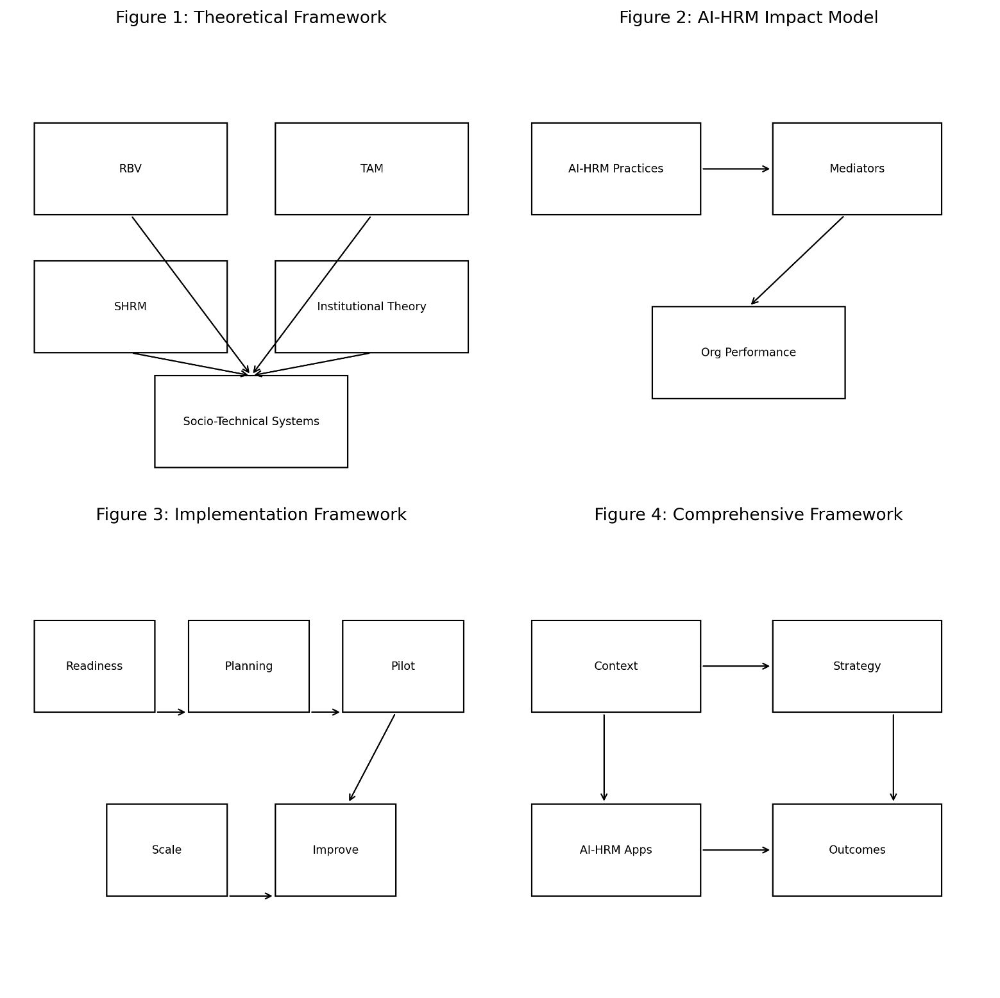 Figure 1: Theoretical Framework
RBV
TAM
SHRM
Institutional Theory
Socio-Technical Systems
Figure 2: AI-HRM Impact Model
AI-HRM Practices
Mediators
Org Performance
Figure 3: Implementation Framework
Readiness
Planning
Pilot
Scale
Improve
Figure 4: Comprehensive Framework
Context
Strategy
AI-HRM Apps
Outcomes